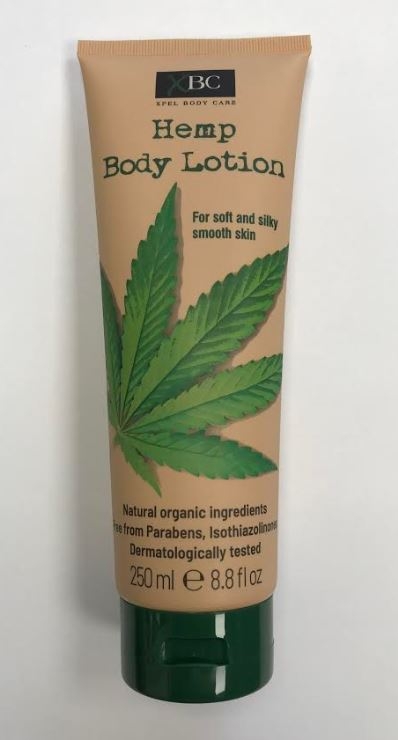 XBC
XPEL BODY CARE
Hemp
Body Lotion
For soft and silky
smooth skin
Natural organic ingredients
from Parabens, Isothiazolinones
Dermatologically tested
250 ml e 8.8 fl oz